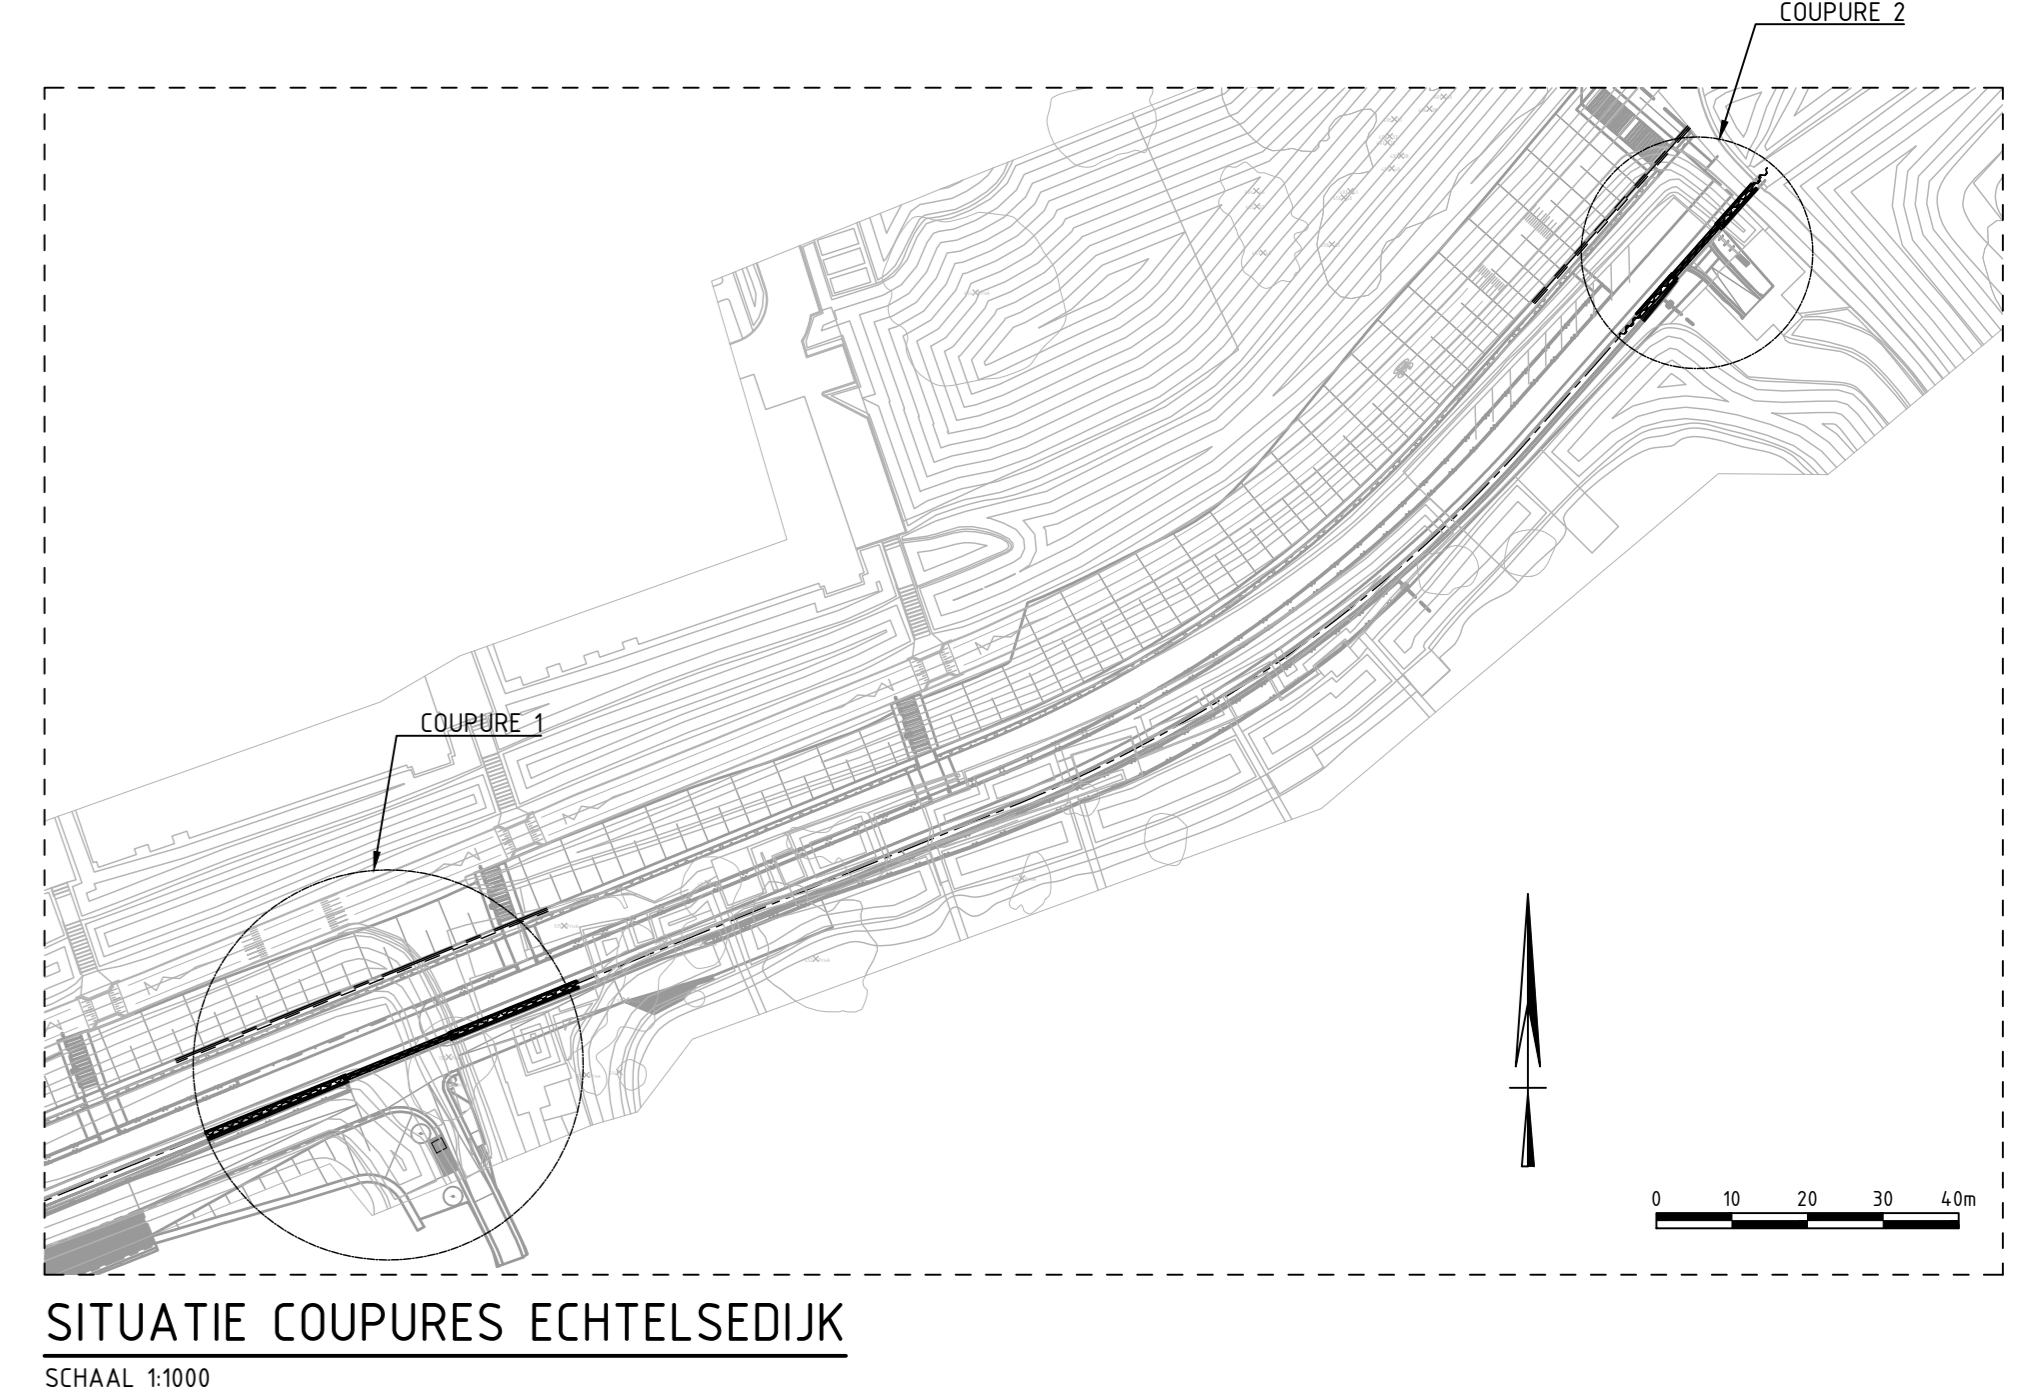 COUPURE 2
COUPURE 1
0 10 20 30 40m
SITUATIE COUPURES ECHTELSEDIJK
SCHAAL 1:1000